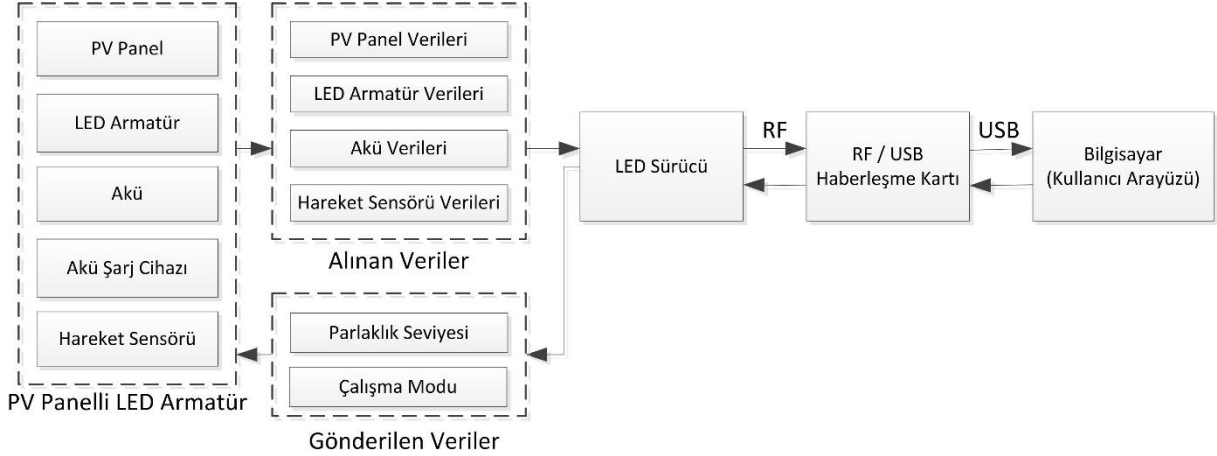 PV Panel
LED Armatür
Akü
Akü Şarj Cihazı
Hareket Sensörü
PV Panelli LED Armatür
PV Panel Verileri
LED Armatür Verileri
Akü Verileri
Hareket Sensörü Verileri
Alınan Veriler
Parlaklık Seviyesi
Çalışma Modu
Gönderilen Veriler
LED Sürücü
RF
RF / USB
Haberleşme Kartı
USB
Bilgisayar
(Kullanıcı Arayüzü)